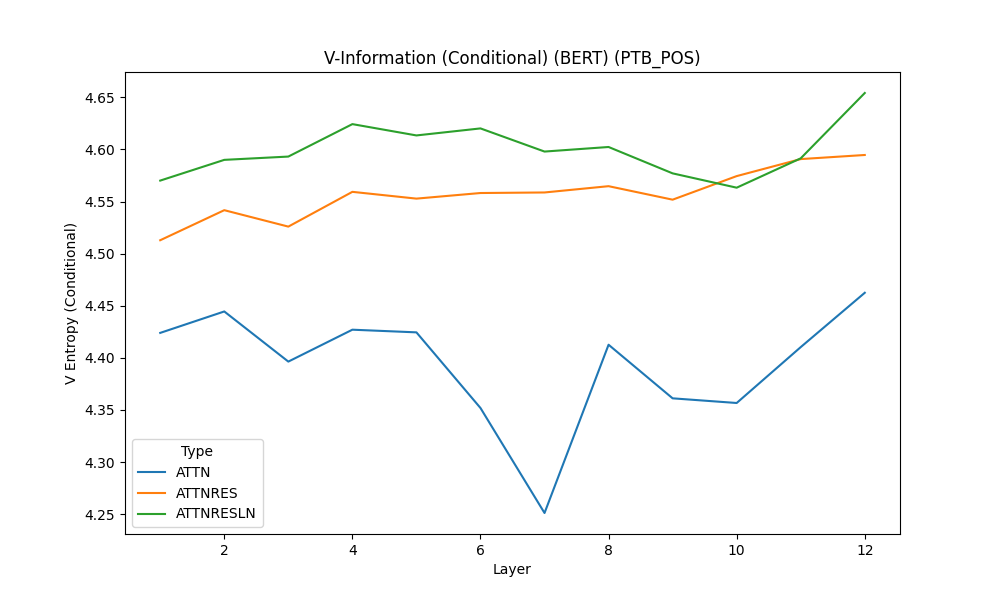 V-Information (Conditional) (BERT) (PTB_POS)
4.65
4.60
4.55
4.50
4.45
4.40
4.35
4.30
4.25
V Entropy (Conditional)
Type
ATTN
ATTNRES
ATTNRESLN
2 4 6 8 10 12
Layer